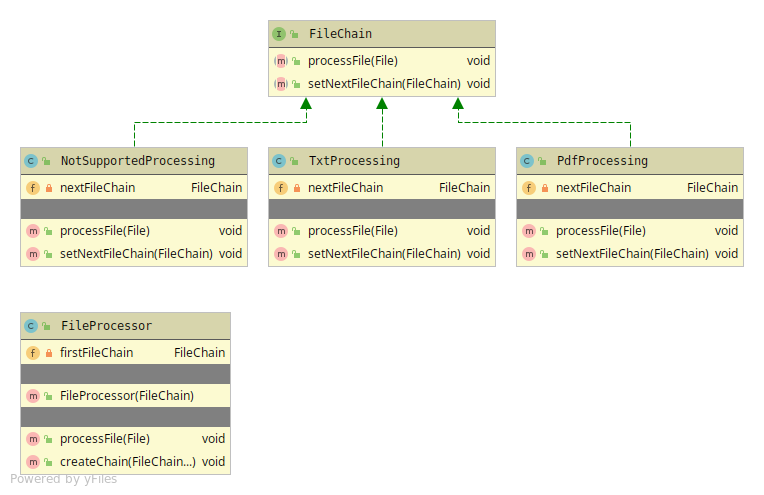 FileChain
processFile(File) void
setNextFileChain(FileChain) void
NotSupportedProcessing
nextFileChain FileChain
processFile(File) void
setNextFileChain(FileChain) void
TxtProcessing
nextFileChain FileChain
processFile(File) void
setNextFileChain(FileChain) void
PdfProcessing
nextFileChain FileChain
processFile(File) void
setNextFileChain(FileChain) void
FileProcessor
firstFileChain FileChain
FileProcessor(FileChain)
processFile(File) void
createChain(FileChain...) void
Powered by yFiles